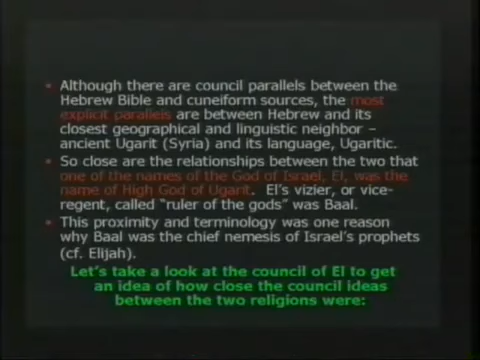 • Although there are council parallels between the
Hebrew Bible and cuneiform sources, the most
explicit parallels are between Hebrew and its
closest geographical and linguistic neighbor –
ancient Ugarit (Syria) and its language, Ugaritic.
• So close are the relationships between the two that
one of the names of the God of Israel, El, was the
name of High God of Ugarit. El's vizier, or vice-
regent, called "ruler of the gods" was Baal.
• This proximity and terminology was one reason
why Baal was the chief nemesis of Israel's prophets
(cf. Elijah).
Let's take a look at the council of El to get
an idea of how close the council ideas
between the two religions were: